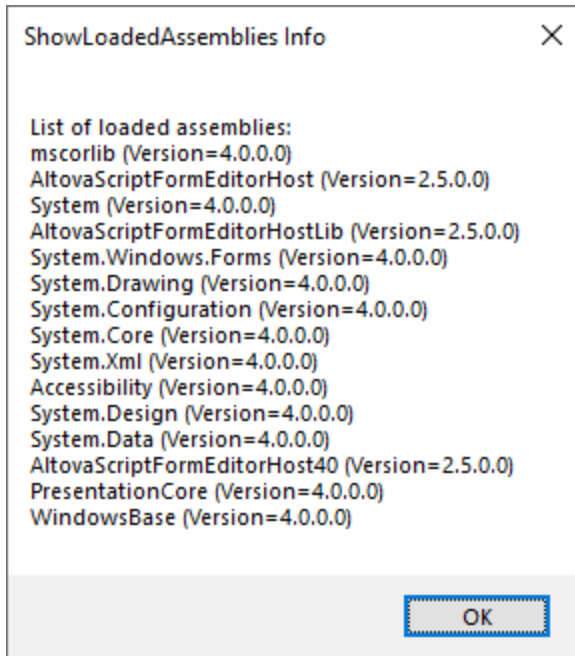 ShowLoadedAssemblies Info
List of loaded assemblies:
mscorlib (Version=4.0.0.0)
AltovaScriptFormEditorHost (Version=2.5.0.0)
System (Version=4.0.0.0)
AltovaScriptFormEditorHostLib (Version=2.5.0.0)
System.Windows.Forms (Version=4.0.0.0)
System.Drawing (Version=4.0.0.0)
System.Configuration (Version=4.0.0.0)
System.Core (Version=4.0.0.0)
System.Xml (Version=4.0.0.0)
Accessibility (Version=4.0.0.0)
System.Design (Version=4.0.0.0)
System.Data (Version=4.0.0.0)
AltovaScriptFormEditorHost40 (Version=2.5.0.0)
PresentationCore (Version=4.0.0.0)
WindowsBase (Version=4.0.0.0)
OK